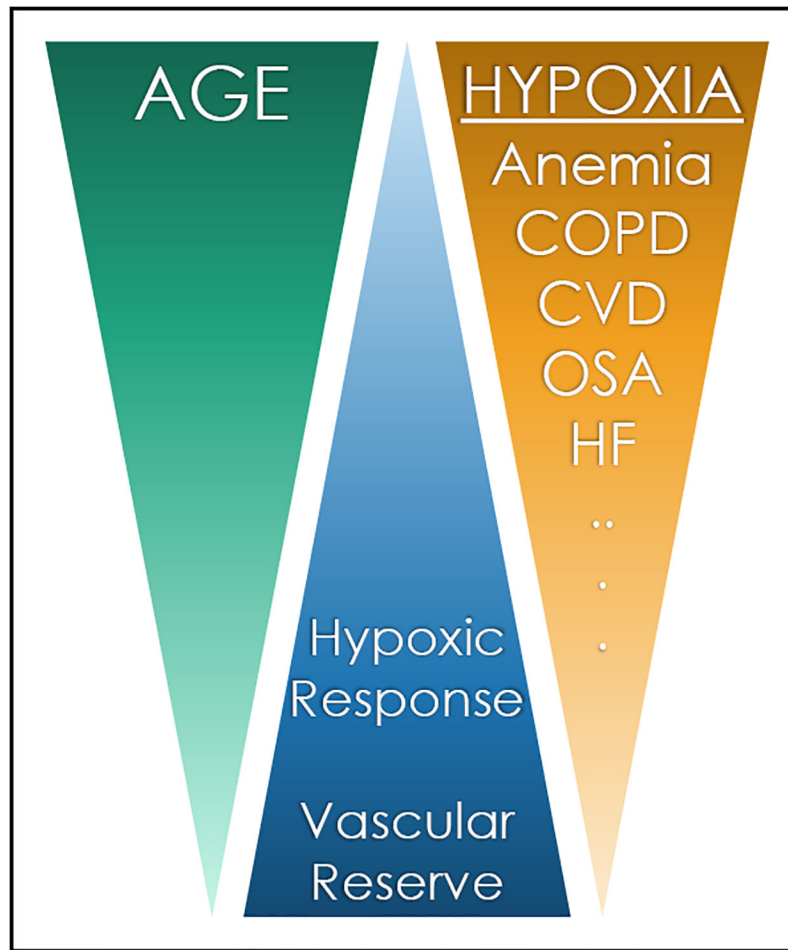 AGE
HYPOXIA
Anemia
COPD
CVD
OSA
HF
..
.
.
Hypoxic
Response
Vascular
Reserve